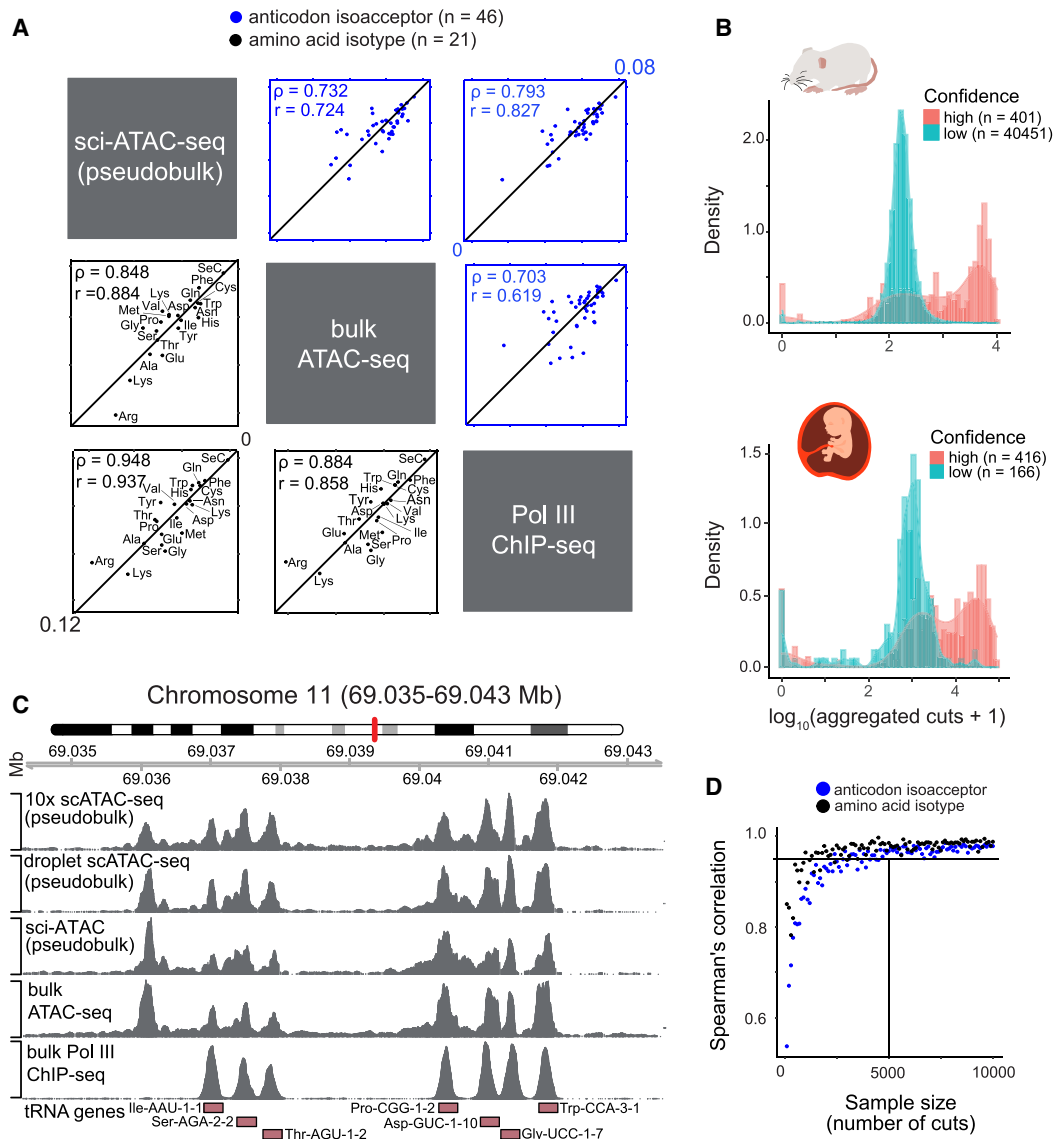 A
anticodon isoacceptor (n = 46)
amino acid isotype (n = 21)
0.08
sci-ATAC-seq
(pseudobulk)
ρ = 0.732
r = 0.724
ρ = 0.793
r = 0.827
0
ρ = 0.848
r =0.884
SeC
Phe
Cys
Gln
Lys
Val
Asp
Trp
Met
Asn
Pro
His
Gly
Ile
Ser
Tyr
Thr
Ala
Glu
Lys
Arg
bulk
ATAC-seq
ρ = 0.703
r = 0.619
0
ρ = 0.948
r = 0.937
SeC
Gln
Trp
Phe
His
Cys
Val
Asn
Tyr
Lys
Thr
Ile
Asp
Pro
Met
Ala
Glu
Ser
Gly
Arg
Lys
0.12
ρ = 0.884
r = 0.858
SeC
Trp
Gln
Phe
His
Cys
Tyr
Asn
Asp
Val
Thr
Lys
Glu
Ile
Met
Pro
Ala
Ser
Gly
Arg
Lys
Pol III
ChIP-seq
B
Confidence
high (n = 401)
low (n = 40451)
Density
2.0
1.0
0.0
0
2
4
Confidence
high (n = 416)
low (n = 166)
Density
1.5
1.0
0.5
0.0
0
2
4
log10(aggregated cuts + 1)
C
Chromosome 11 (69.035-69.043 Mb)
Mb
69.035
69.037
69.039
69.041
69.043
69.036
69.038
69.04
69.042
10x scATAC-seq
(pseudobulk)
droplet scATAC-seq
(pseudobulk)
sci-ATAC
(pseudobulk)
bulk
ATAC-seq
bulk Pol III
ChIP-seq
tRNA genes
Ile-AAU-1-1
Ser-AGA-2-2
Thr-AGU-1-2
Pro-CGG-1-2
Asp-GUC-1-10
Gly-UCC-1-7
Trp-CCA-3-1
D
anticodon isoacceptor
amino acid isotype
Spearman's correlation
1.0
0.8
0.6
0
5000
10000
Sample size
(number of cuts)